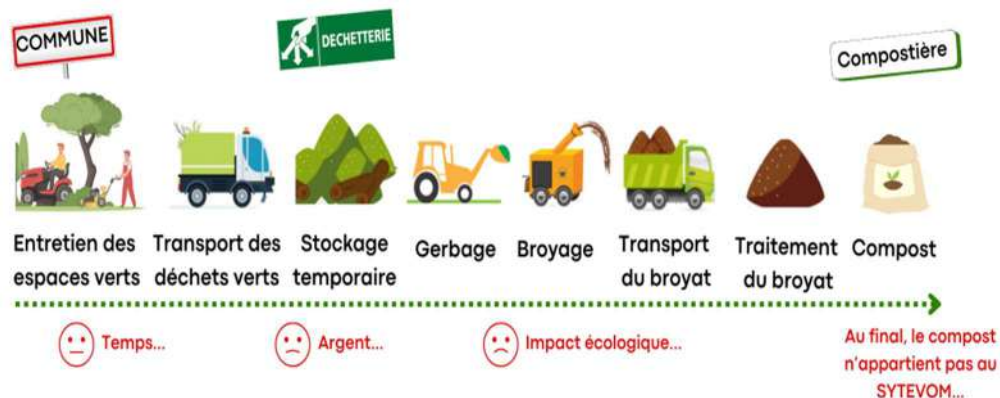 COMMUNE
DECHETTERIE
Compostière
Entretien des
espaces verts
Transport des
déchets verts
Stockage
temporaire
Gerbage
Broyage
Transport
du broyat
Traitement
du broyat
Compost
Temps...
Argent...
Impact écologique...
Au final, le compost
n'appartient pas au
SYTEVOM...